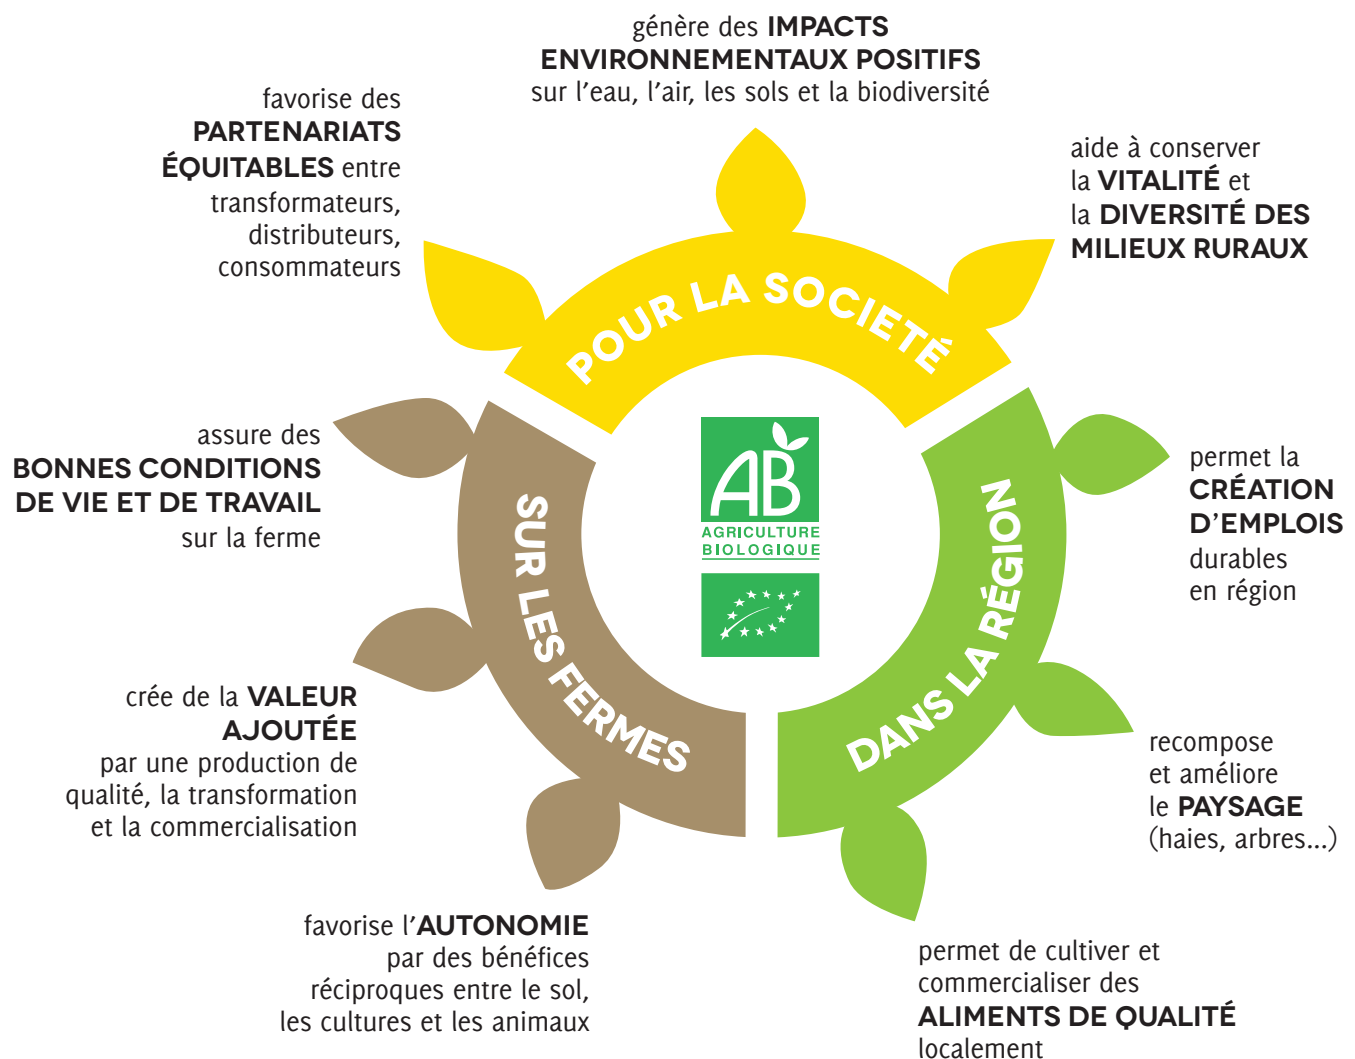 génère des IMPACTS
ENVIRONNEMENTAUX POSITIFS
sur l'eau, l'air, les sols et la biodiversité
favorise des
PARTENARIATS
ÉQUITABLES entre
transformateurs,
distributeurs,
consommateurs
aide à conserver
la VITALITÉ et
la DIVERSITÉ DES
MILIEUX RURAUX
POUR LA SOCIETÉ
assure des
BONNES CONDITIONS
DE VIE ET DE TRAVAIL
sur la ferme
SUR LES FERMES
AB
AGRICULTURE
BIOLOGIQUE
DANS LA RÉGION
permet la
CRÉATION
D'EMPLOIS
durables
en région
crée de la VALEUR
AJOUTÉE
par une production de
qualité, la transformation
et la commercialisation
recompose
et améliore
le PAYSAGE
(haies, arbres...)
favorise l'AUTONOMIE
par des bénéfices
réciproques entre le sol,
les cultures et les animaux
permet de cultiver et
commercialiser des
ALIMENTS DE QUALITÉ
localement